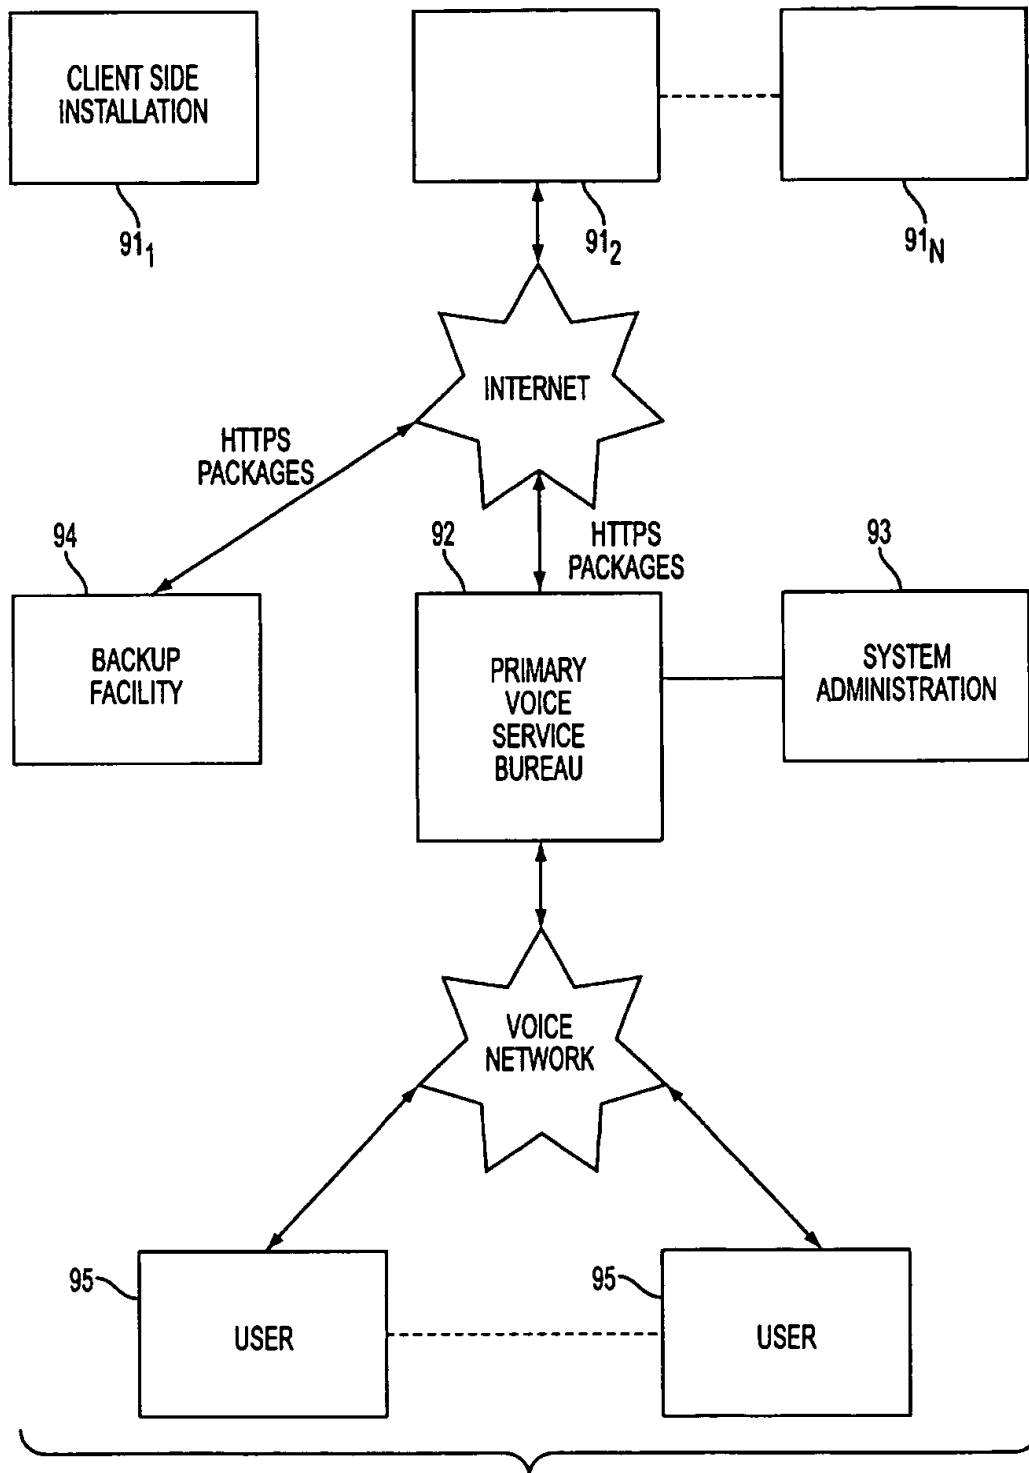 CLIENT SIDE
INSTALLATION
91₁
91₂
91N
INTERNET
HTTPS
PACKAGES
HTTPS
PACKAGES
94
92
93
BACKUP
FACILITY
PRIMARY
VOICE
SERVICE
BUREAU
SYSTEM
ADMINISTRATION
VOICE
NETWORK
95
USER
95
USER